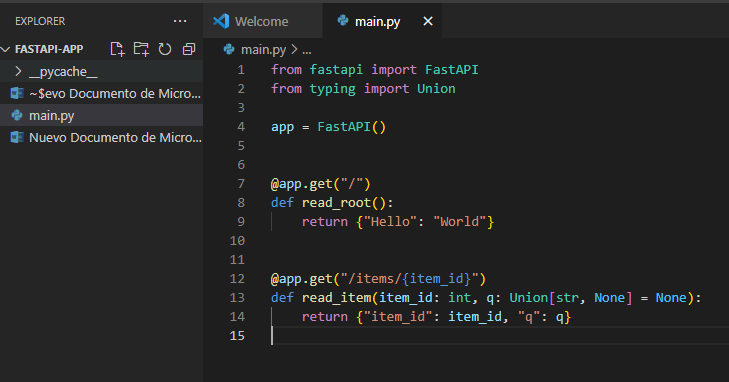 EXPLORER
FASTAPI-APP
__pycache__
~$evo Documento de Micro...
main.py
Nuevo Documento de Micro...
Welcome
main.py
main.py > ...
1 from fastapi import FastAPI
2 from typing import Union
3
4 app = FastAPI()
5
6
7 @app.get("/")
8 def read_root():
9     return {"Hello": "World"}
10
11
12 @app.get("/items/{item_id}")
13 def read_item(item_id: int, q: Union[str, None] = None):
14     return {"item_id": item_id, "q": q}
15